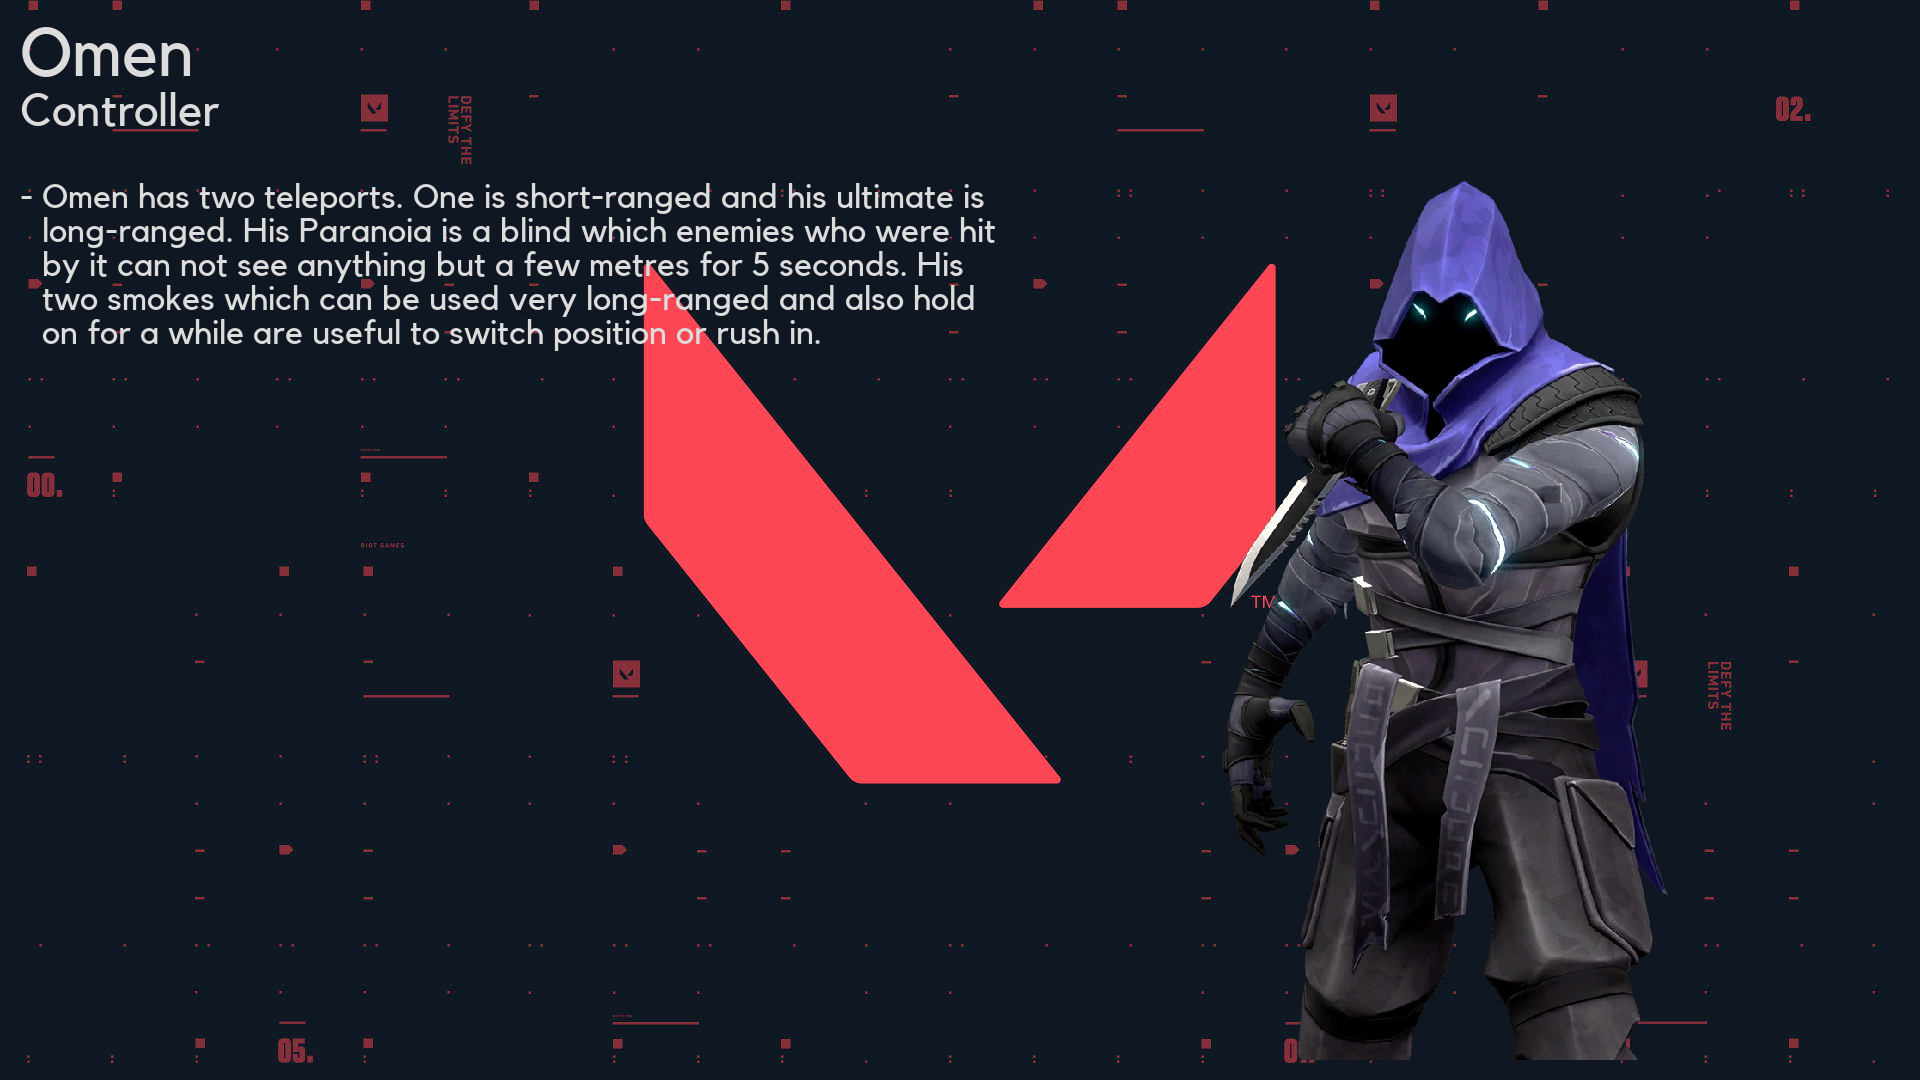 Omen
Controller
DEFY THE
LIMITS
02.
- Omen has two teleports. One is short-ranged and his ultimate is
long-ranged. His Paranoia is a blind which enemies who were hit
by it can not see anything but a few metres for 5 seconds. His
two smokes which can be used very long-ranged and also hold
on for a while are useful to switch position or rush in.
00.
RIOT GAMES
TM
DEFY THE
LIMITS
05.